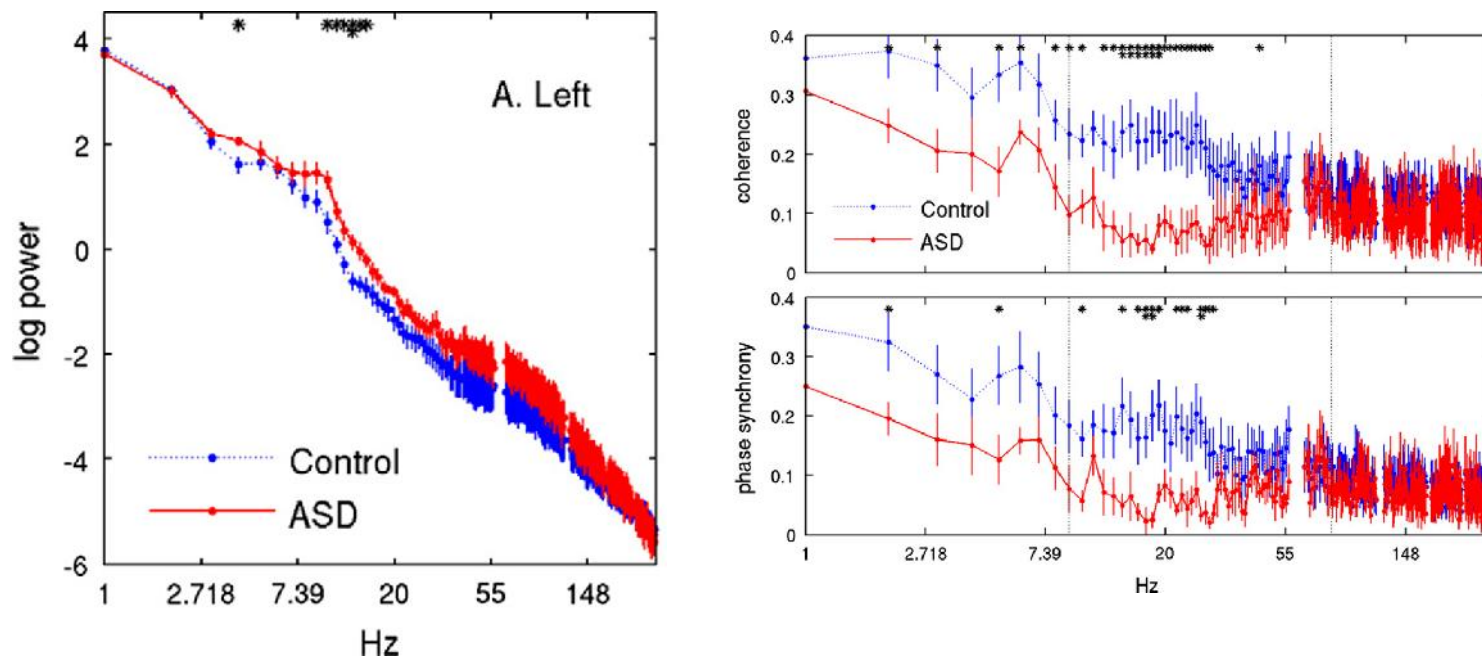 4
2
0
-2
-4
-6
log power
A. Left
Control
ASD
1 2.718 7.39 20 55 148
Hz
0.4
0.3
0.2
0.1
0
coherence
Control
ASD
0.4
0.3
0.2
0.1
0
phase synchrony
1 2.718 7.39 20 55 148
Hz